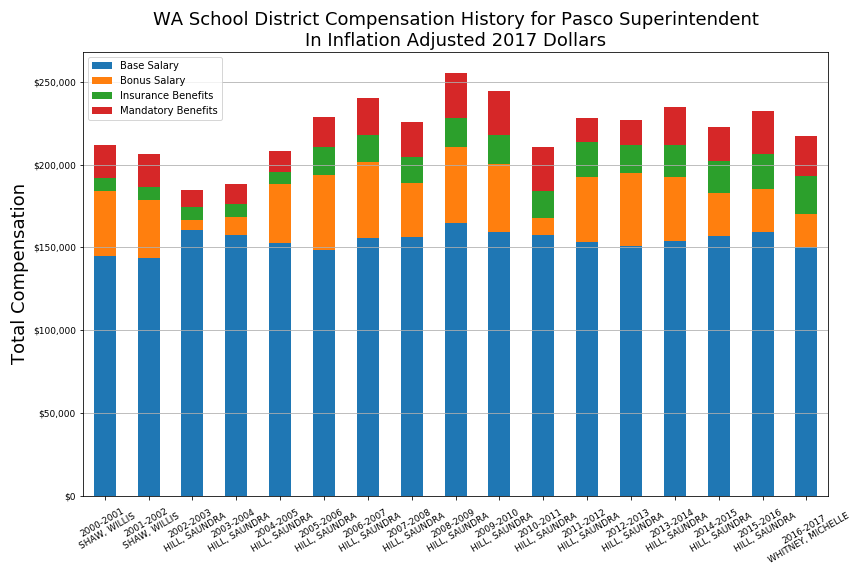 WA School District Compensation History for Pasco Superintendent
In Inflation Adjusted 2017 Dollars
Base Salary
Bonus Salary
Insurance Benefits
Mandatory Benefits
Total Compensation
$250,000
$200,000
$150,000
$100,000
$50,000
$0
2000-2001
SHAW, WILLIS
2001-2002
SHAW, WILLIS
2002-2003
HILL, SAUNDRA
2003-2004
HILL, SAUNDRA
2004-2005
HILL, SAUNDRA
2005-2006
HILL, SAUNDRA
2006-2007
HILL, SAUNDRA
2007-2008
HILL, SAUNDRA
2008-2009
HILL, SAUNDRA
2009-2010
HILL, SAUNDRA
2010-2011
HILL, SAUNDRA
2011-2012
HILL, SAUNDRA
2012-2013
HILL, SAUNDRA
2013-2014
HILL, SAUNDRA
2014-2015
HILL, SAUNDRA
2015-2016
HILL, SAUNDRA
2016-2017
WHITNEY, MICHELLE